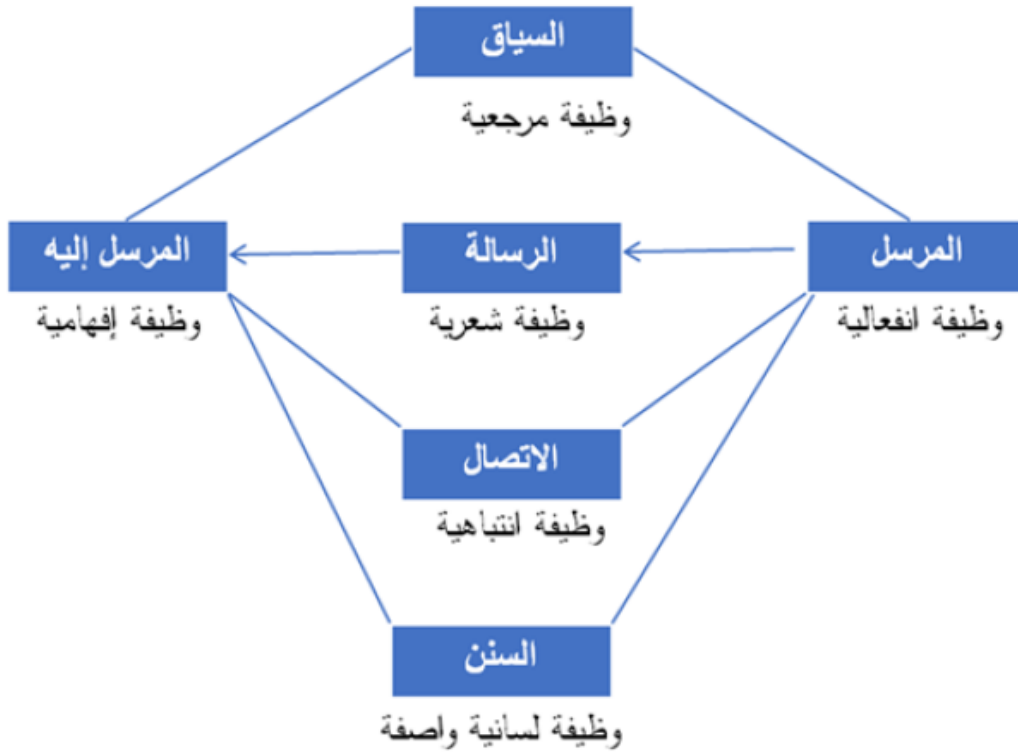 السياق
وظيفة مرجعية
المرسل
وظيفة انفعالية
الرسالة
وظيفة شعرية
المرسل إليه
وظيفة إفهامية
الاتصال
وظيفة انتباهية
السنن
وظيفة لسانية واصفة